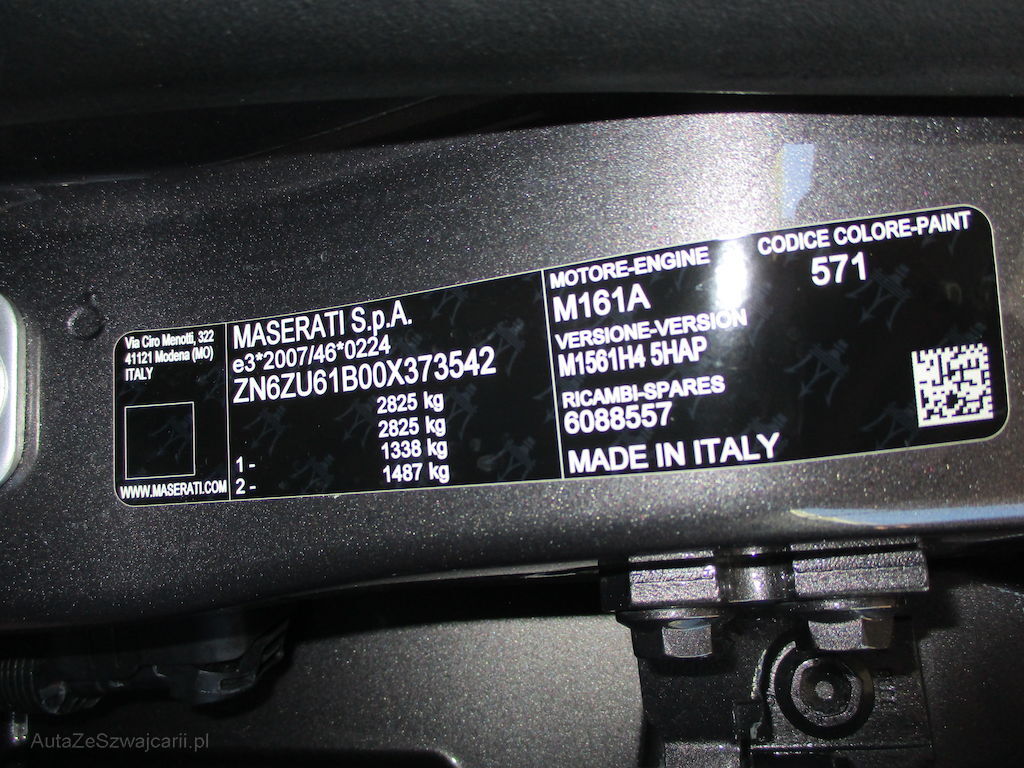 Via Ciro Menotti, 322
41121 Modena (MO)
ITALY
WWW.MASERATI.COM
MASERATI S.p.A.
e3*2007/46*0224
ZN6ZU61B00X373542
2825 kg
2825 kg
1 - 1338 kg
2 - 1487 kg
MOTORE-ENGINE
M161A
VERSIONE-VERSION
M1561H4 5HAP
RICAMBI-SPARES
6088557
MADE IN ITALY
CODICE COLORE-PAINT
571
AutaZeSzwajcarii.pl